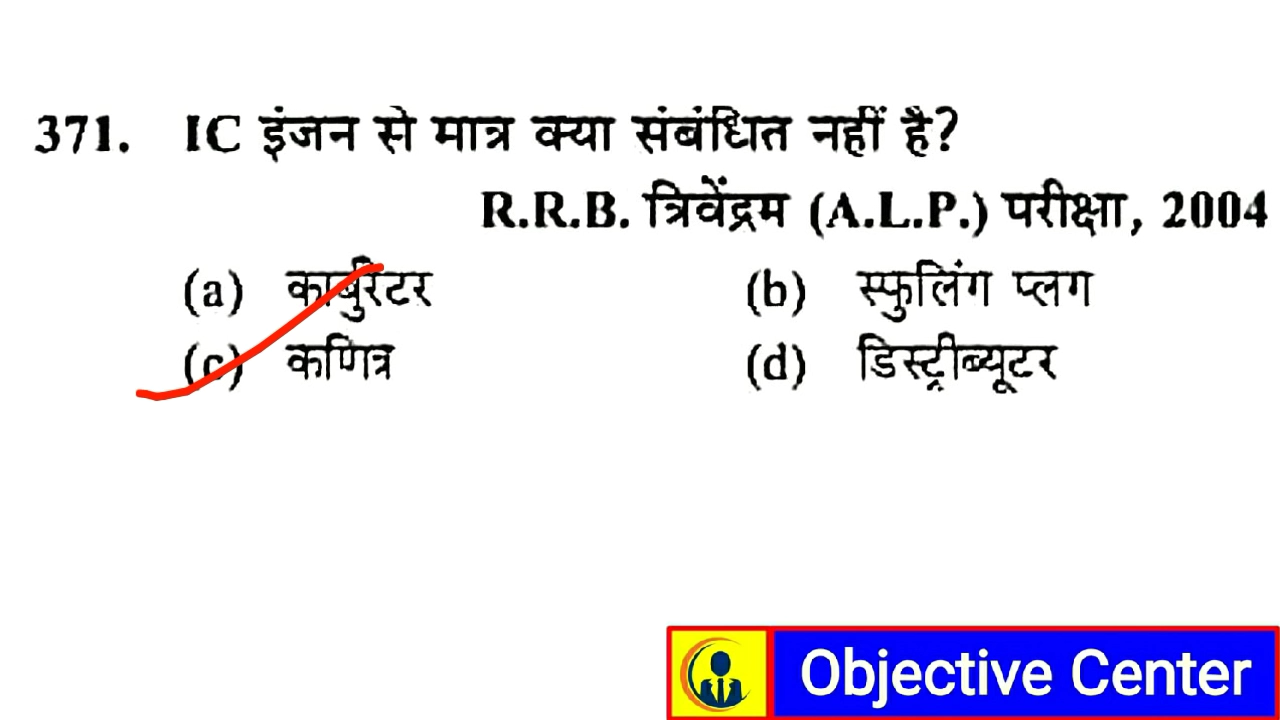 371. IC इंजन से मात्र क्या संबंधित नहीं है?
R.R.B. त्रिवेंद्रम (A.L.P.) परीक्षा, 2004
(a) कार्बुरेटर (b) स्फुलिंग प्लग
(c) कणित्र (d) डिस्ट्रीब्यूटर
Objective Center